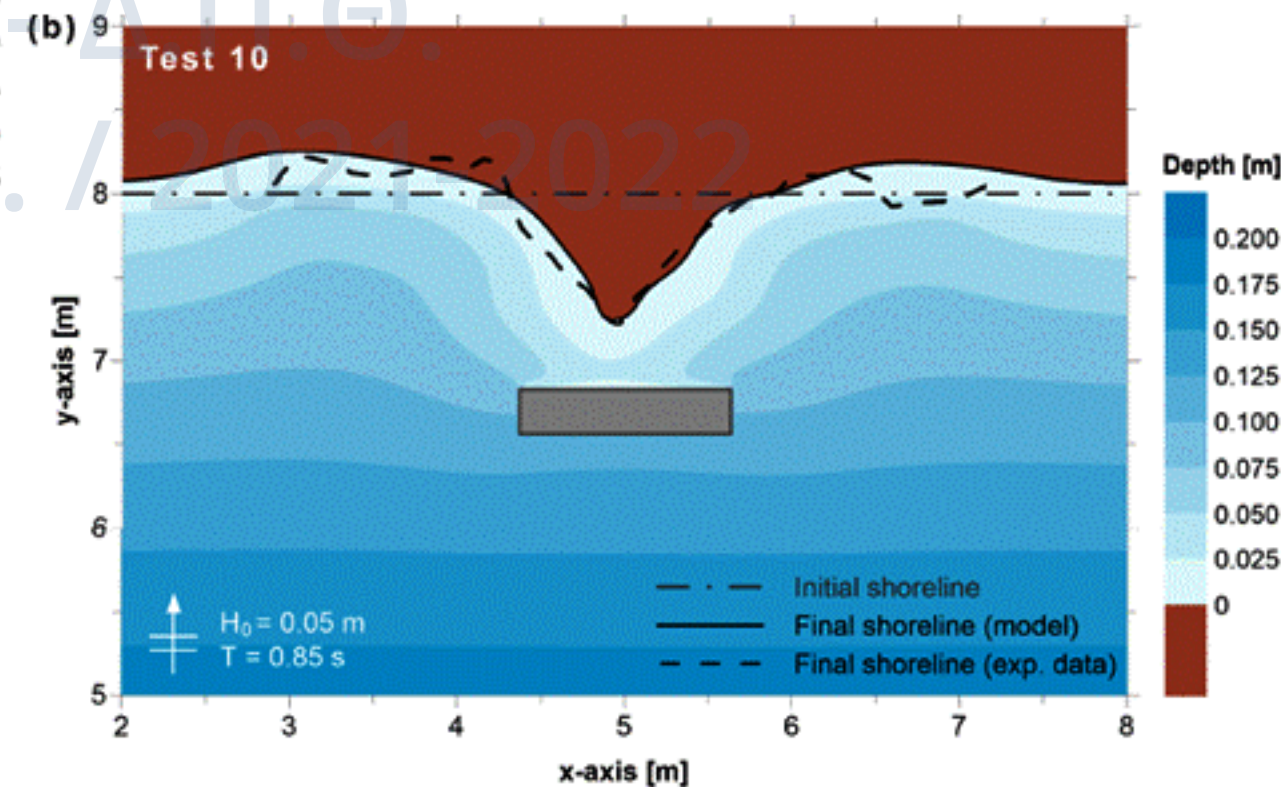 (b)
-Δ Π.Θ.
Test 10
. / 2021 2022
Depth [m]
0.200
0.175
0.150
0.125
0.100
0.075
0.050
0.025
0
y-axis [m]
9
8
7
6
5
H₀ = 0.05 m
T = 0.85 s
Initial shoreline
Final shoreline (model)
Final shoreline (exp. data)
2 3 4 5 6 7 8
x-axis [m]